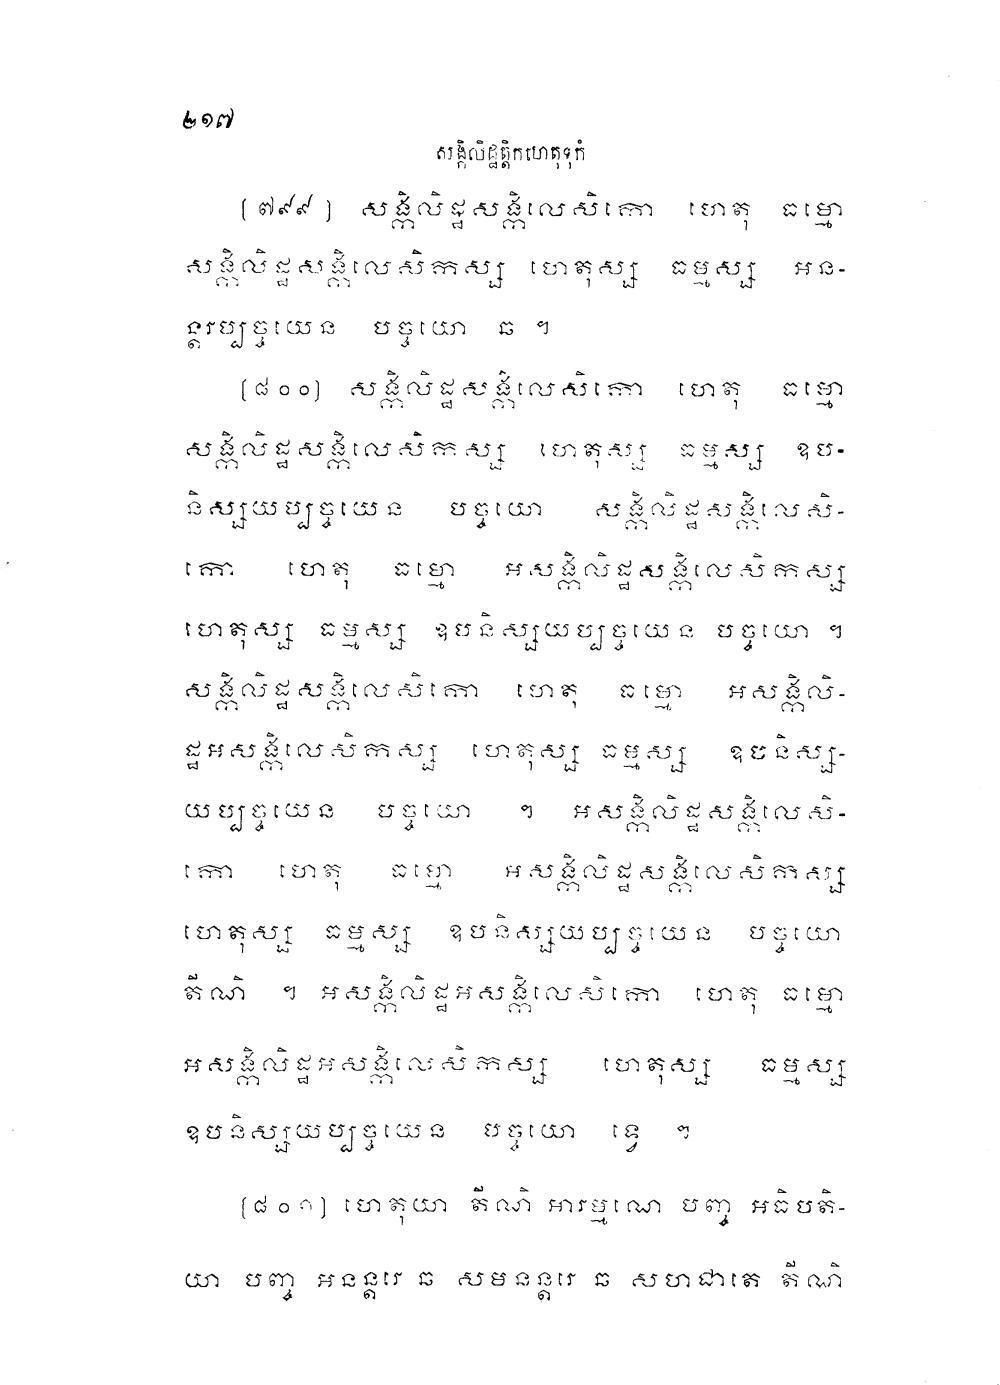 ២១៧
សង្កិលិដ្ឋត្តិកហេតុទុកំ
[៧៩៩] សង្កិលិដ្ឋសង្កិលេសិកោ ហេតុ ធម្មោ
សង្កិលិដ្ឋសង្កិលេសិកស្ស ហេតុស្ស ធម្មស្ស អន-
ន្តរប្បច្ចយេន បច្ចយោ ឆ ។
[៨០០] សង្កិលិដ្ឋសង្កិលេសិកោ ហេតុ ធម្មោ
សង្កិលិដ្ឋសង្កិលេសិកស្ស ហេតុស្ស ធម្មស្ស ឧប-
និស្សយប្បច្ចយេន បច្ចយោ សង្កិលិដ្ឋសង្កិលេសិ-
កោ ហេតុ ធម្មោ អសង្កិលិដ្ឋសង្កិលេសិកស្ស
ហេតុស្ស ធម្មស្ស ឧបនិស្សយប្បច្ចយេន បច្ចយោ ។
សង្កិលិដ្ឋសង្កិលេសិកោ ហេតុ ធម្មោ អសង្កិលិ-
ដ្ឋអសង្កិលេសិកស្ស ហេតុស្ស ធម្មស្ស ឧបនិស្ស-
យប្បច្ចយេន បច្ចយោ ។ អសង្កិលិដ្ឋសង្កិលេសិ-
កោ ហេតុ ធម្មោ អសង្កិលិដ្ឋសង្កិលេសិកស្ស
ហេតុស្ស ធម្មស្ស ឧបនិស្សយប្បច្ចយេន បច្ចយោ
តីណិ ។ អសង្កិលិដ្ឋអសង្កិលេសិកោ ហេតុ ធម្មោ
អសង្កិលិដ្ឋអសង្កិលេសិកស្ស ហេតុស្ស ធម្មស្ស
ឧបនិស្សយប្បច្ចយេន បច្ចយោ ទ្វេ ។
[៨០១] ហេតុយា តីណិ អារម្មណេ បញ្ច អធិបតិ-
យា បញ្ច អនន្តរេ ឆ សមនន្តរេ ឆ សហជាតេ តីណិ